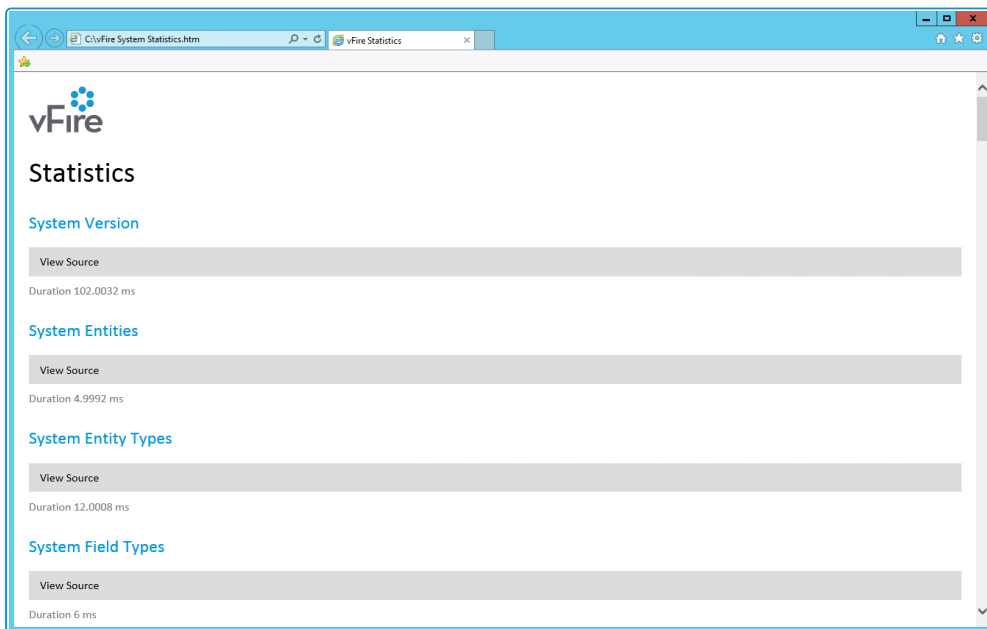 C:\vFire System Statistics.htm
vFire Statistics
vFire
Statistics
System Version
View Source
Duration 102.0032 ms
System Entities
View Source
Duration 4.9992 ms
System Entity Types
View Source
Duration 12.0008 ms
System Field Types
View Source
Duration 6 ms